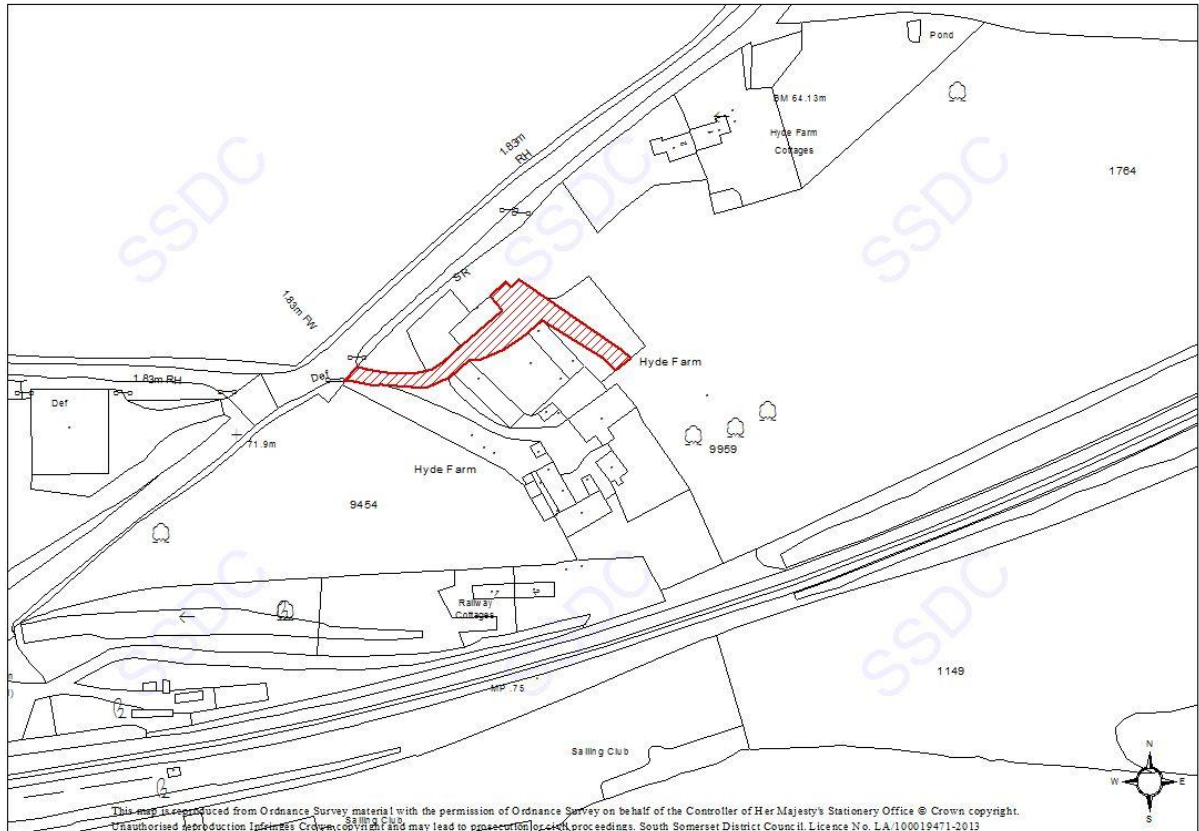 Pond
BM 64.13m
Hyde Farm
Cottages
1764
1.83m
RH
SSDC
SSDC
SSDC
SR
1.83m FW
Hyde Farm
Def
1.83m RH
Def
71.9m
9959
Hyde Farm
9454
Railway
Cottages
SSDC
SSDC
SSDC
1149
MP .75
Sailing Club
N
W
E
S
This map is reproduced from Ordnance Survey material with the permission of Ordnance Survey on behalf of the Controller of Her Majesty's Stationery Office © Crown copyright.
Sailing Club
Unauthorised reproduction infringes Crown copyright and may lead to prosecution or civil proceedings. South Somerset District Council, Licence No. LA/100019471-2013